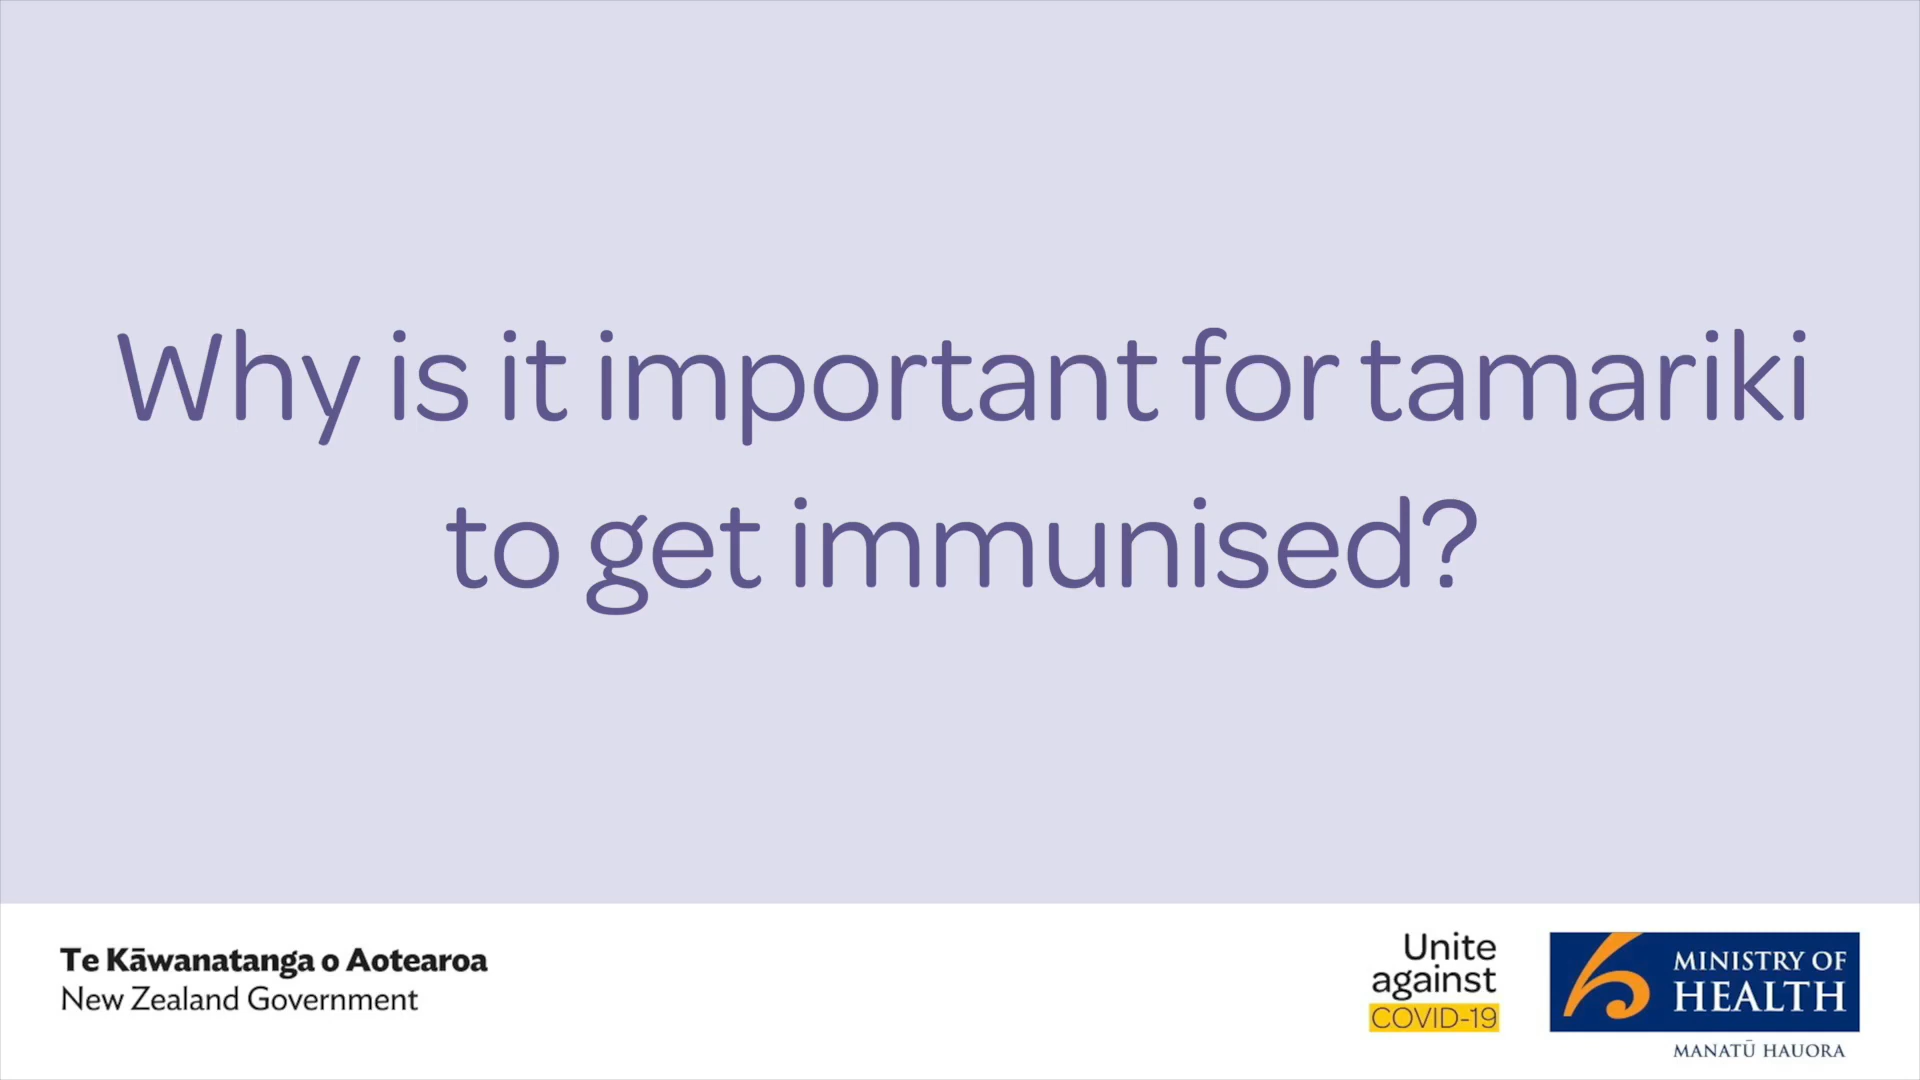 Why is it important for tamariki
to get immunised?
Te Kāwanatanga o Aotearoa
New Zealand Government
Unite
against
COVID-19
MINISTRY OF
HEALTH
MANATŪ HAUORA